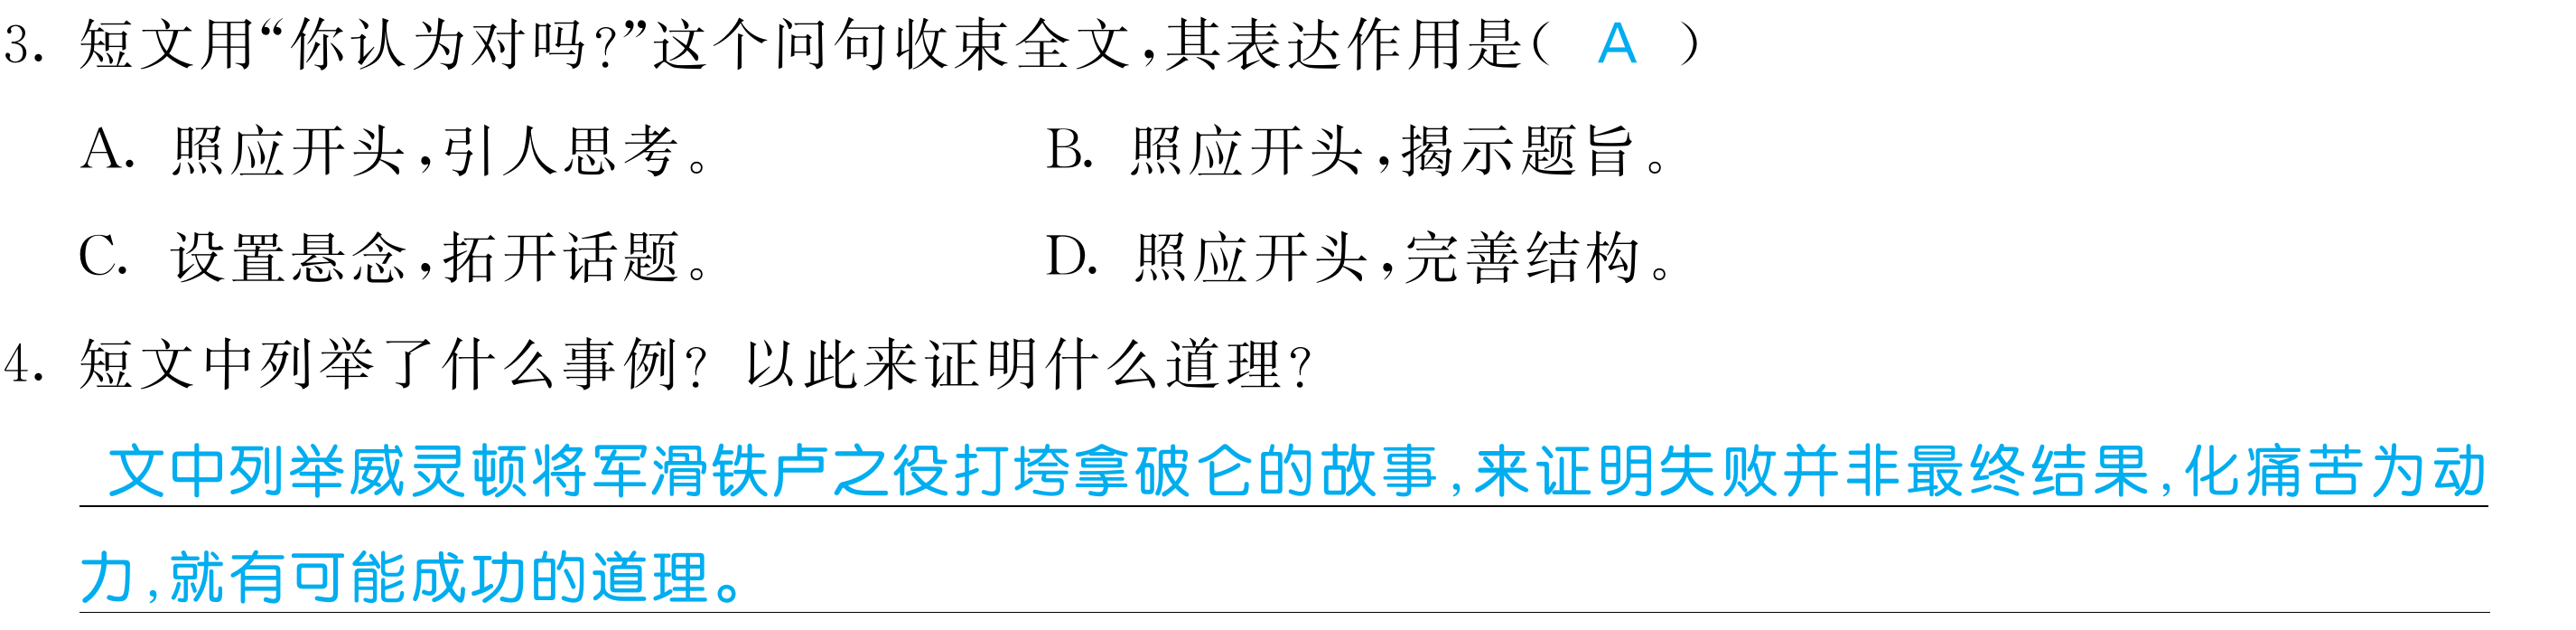 3. 短文用“你认为对吗?”这个问句收束全文,其表达作用是( A )
A. 照应开头,引人思考。 B. 照应开头,揭示题旨。
C. 设置悬念,拓开话题。 D. 照应开头,完善结构。
4. 短文中列举了什么事例? 以此来证明什么道理?
文中列举威灵顿将军滑铁卢之役打垮拿破仑的故事,来证明失败并非最终结果,化痛苦为动
力,就有可能成功的道理。